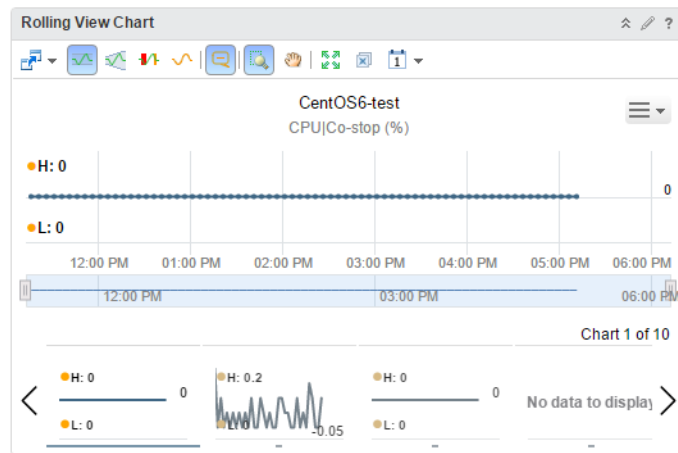 Rolling View Chart ?
1
CentOS6-test
CPU|Co-stop (%)
H: 0
0
L: 0
12:00 PM 01:00 PM 02:00 PM 03:00 PM 04:00 PM 05:00 PM 06:00 PM
12:00 PM 03:00 PM 06:00 PM
Chart 1 of 10
H: 0 H: 0.2 H: 0
0 0 No data to display
L: 0 L: 0 -0.05 L: 0